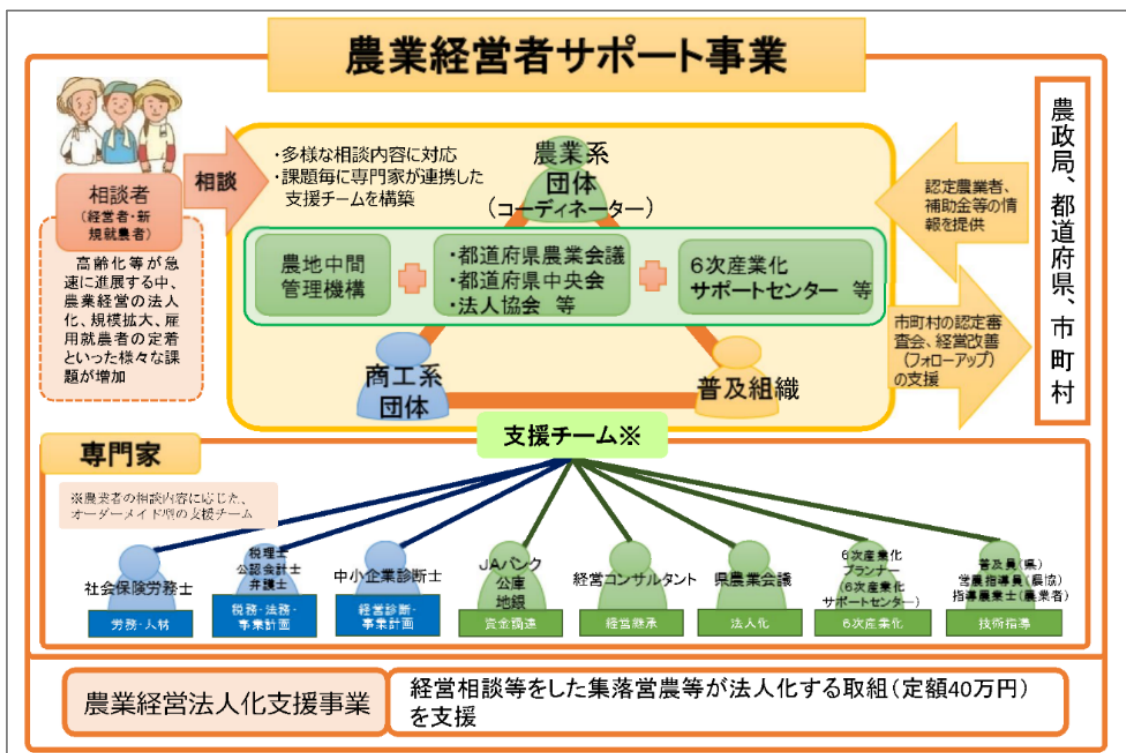 農業経営者サポート事業
相談者
(経営者・新
規就農者)
高齢化等が急
速に進展する中、
農業経営の法人
化、規模拡大、雇
用就農者の定着
といった様々な課
題が増加
相談
・多様な相談内容に対応
・課題毎に専門家が連携した
支援チームを構築
農業系
団体
(コーディネーター)
農地中間
管理機構
・都道府県農業会議
・都道府県中央会
・法人協会 等
6次産業化
サポートセンター 等
商工系
団体
普及組織
認定農業者、
補助金等の情
報を提供
市町村の認定審
査会、経営改善
(フォローアップ)
の支援
農政局、都道府県、市町村
支援チーム※
専門家
※農業者の相談内容に応じた、
オーダーメイド型の支援チーム
社会保険労務士
労務・人材
税理士
公認会計士
弁護士
税務・法務・
事業計画
中小企業診断士
経営診断・
事業計画
JAバンク
公庫
地銀
資金調達
経営コンサルタント
経営継承
県農業会議
法人化
6次産業化
プランナー
(6次産業化
サポートセンター)
6次産業化
普及員(県)
営農指導員(農協)
指導農業士(農業者)
技術指導
農業経営法人化支援事業
経営相談等をした集落営農等が法人化する取組(定額40万円)
を支援